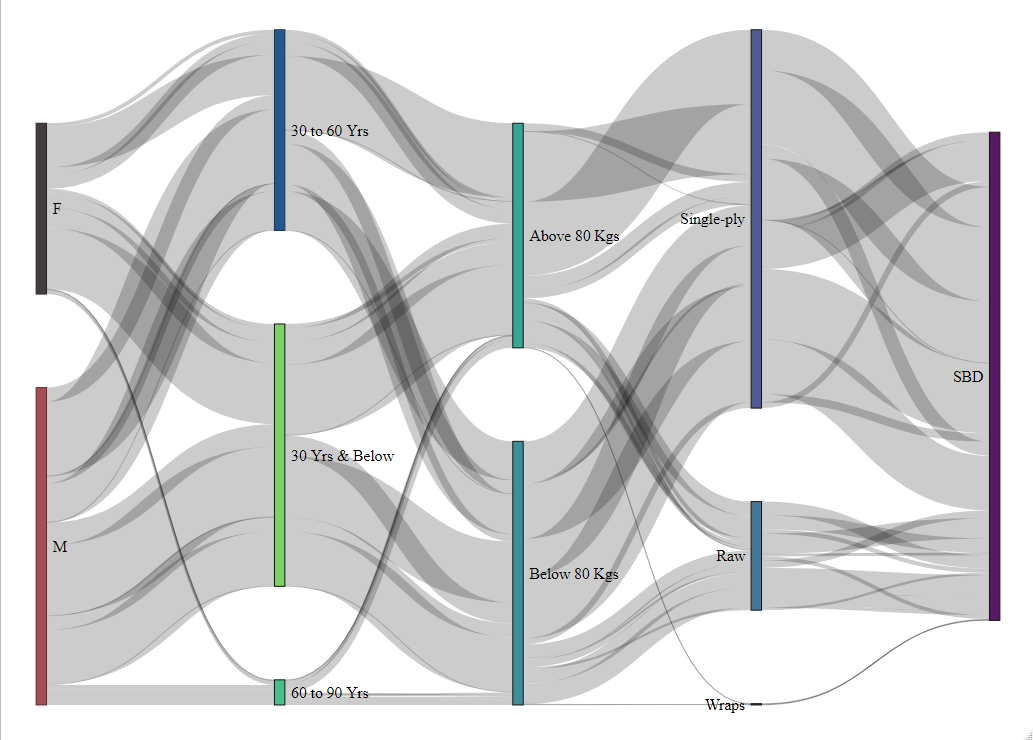 F
M
30 to 60 Yrs
30 Yrs & Below
60 to 90 Yrs
Above 80 Kgs
Below 80 Kgs
Single-ply
Raw
Wraps
SBD